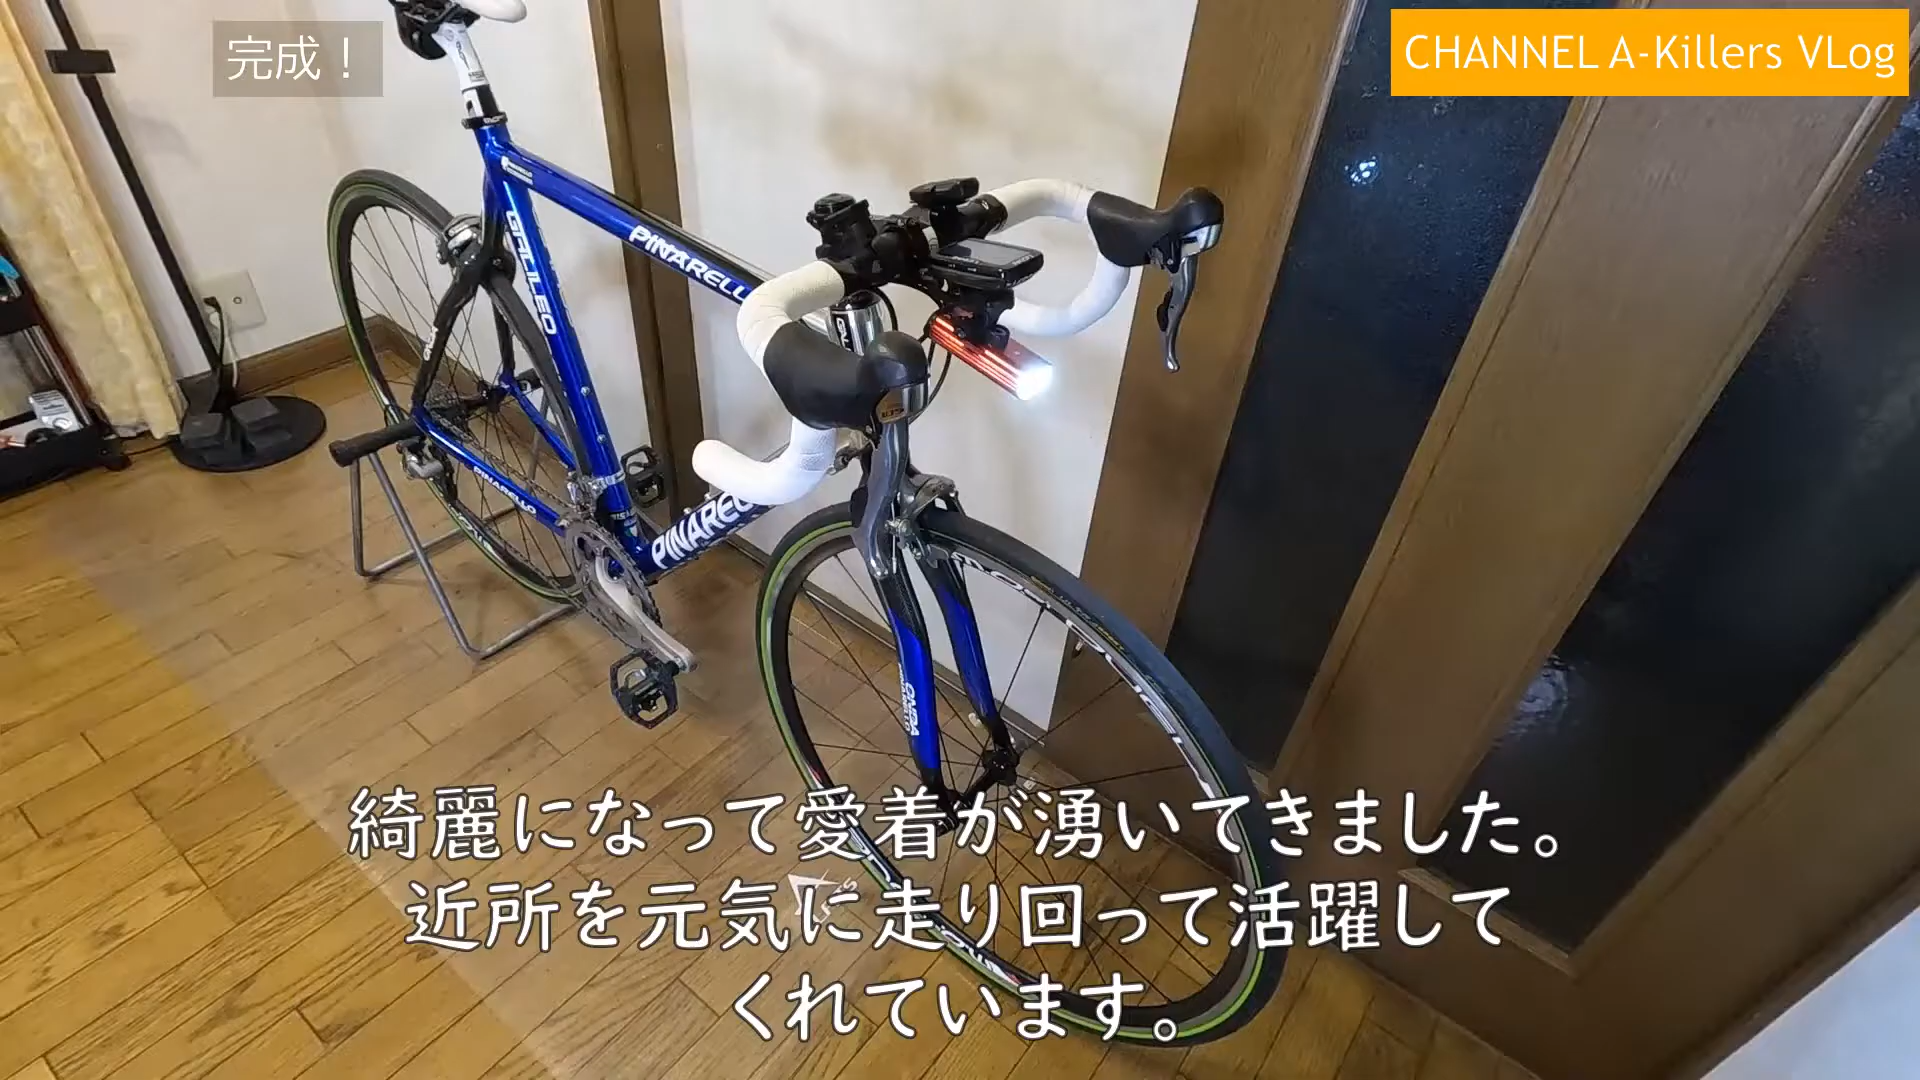 完成！
CHANNEL A-Killers VLog
PINARELLO
GALILEO
PINARELLO
PINARELLO
ONDA
PINARELLO
綺麗になって愛着が湧いてきました。
近所を元気に走り回って活躍して
くれています。